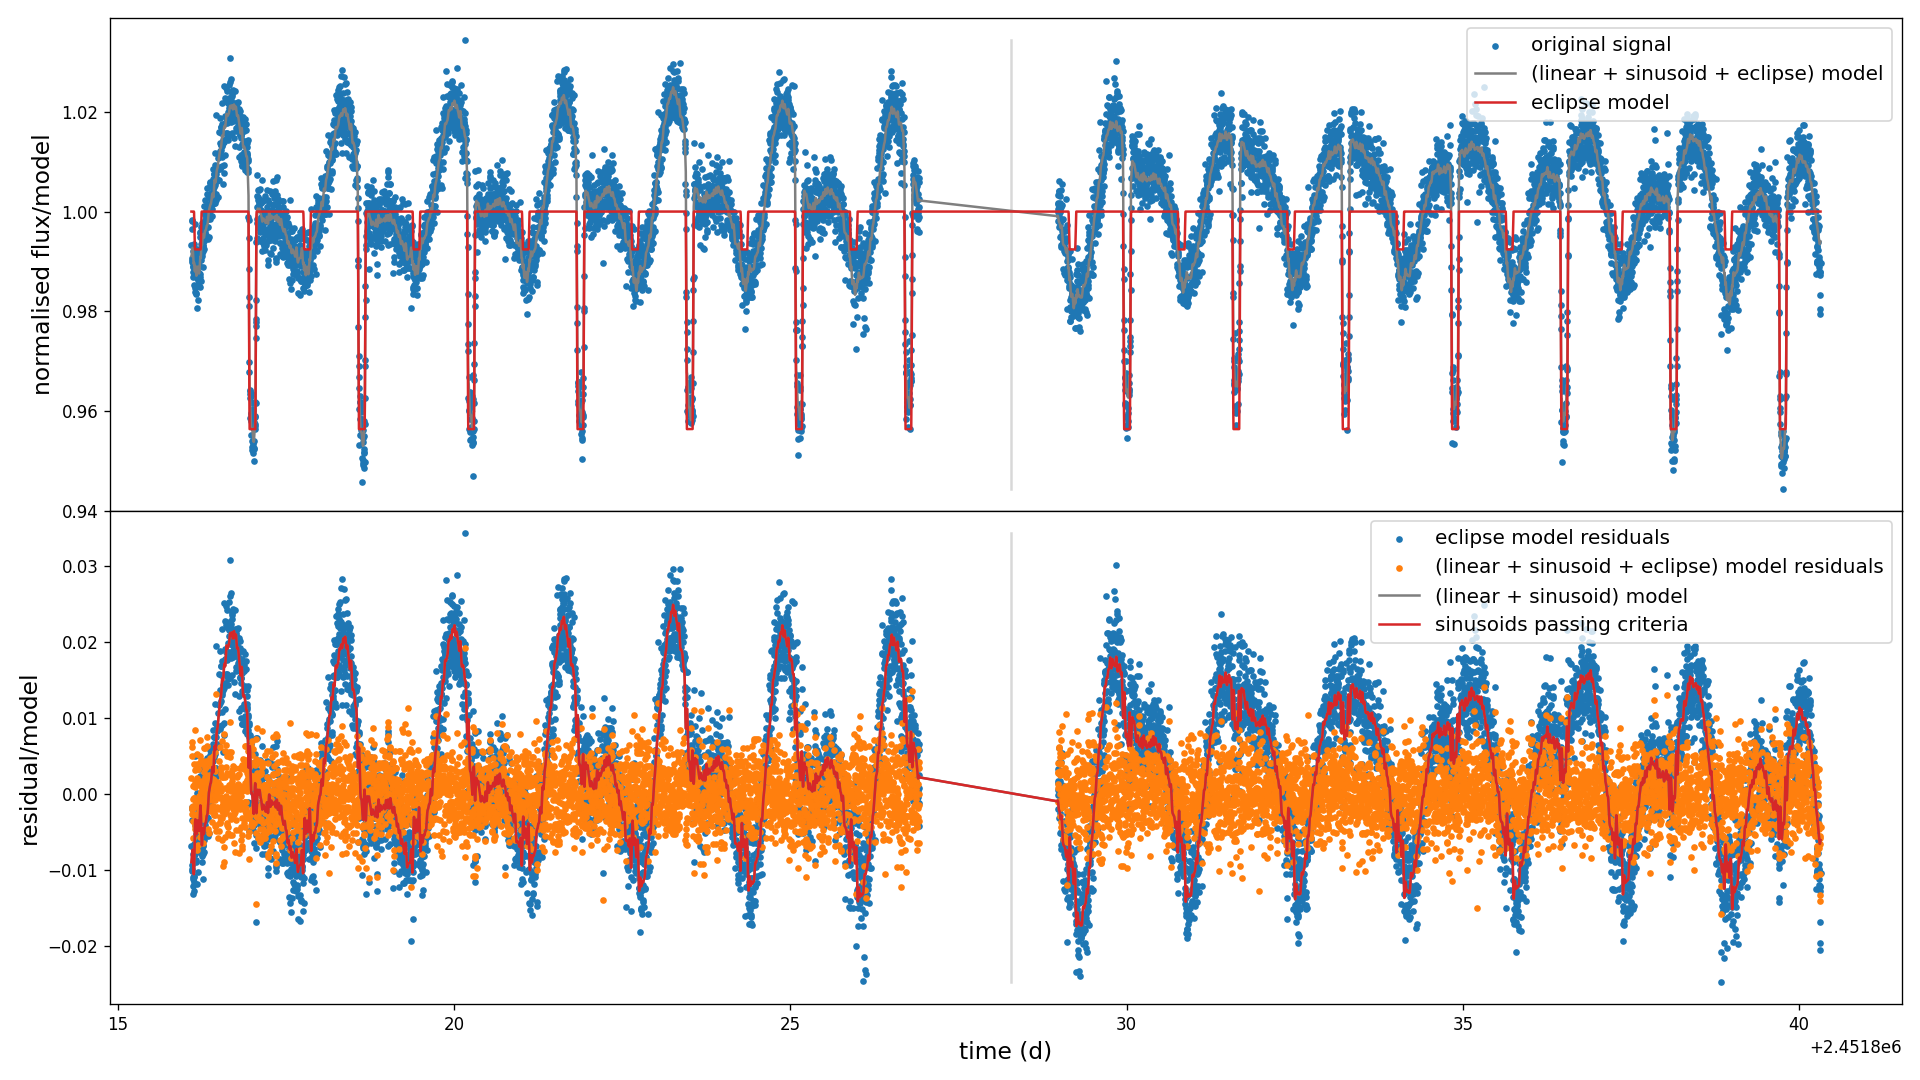 original signal
(linear + sinusoid + eclipse) model
eclipse model
normalised flux/model
1.02
1.00
0.98
0.96
0.94
eclipse model residuals
(linear + sinusoid + eclipse) model residuals
(linear + sinusoid) model
sinusoids passing criteria
residual/model
0.03
0.02
0.01
0.00
−0.01
−0.02
15
20
25
30
35
40
time (d)
+2.4518e6